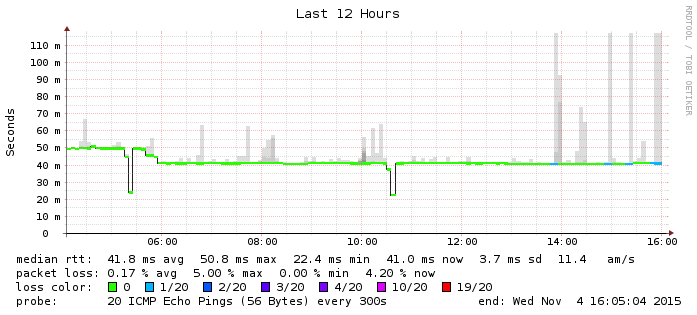 Last 12 Hours
RRDTOOL / TOBI OETIKER
Seconds
110 m
100 m
90 m
80 m
70 m
60 m
50 m
40 m
30 m
20 m
10 m
0
06:00 08:00 10:00 12:00 14:00 16:00
median rtt: 41.8 ms avg 50.8 ms max 22.4 ms min 41.0 ms now 3.7 ms sd 11.4 am/s
packet loss: 0.17 % avg 5.00 % max 0.00 % min 4.20 % now
loss color: 0 1/20 2/20 3/20 4/20 10/20 19/20
probe: 20 ICMP Echo Pings (56 Bytes) every 300s end: Wed Nov 4 16:05:04 2015